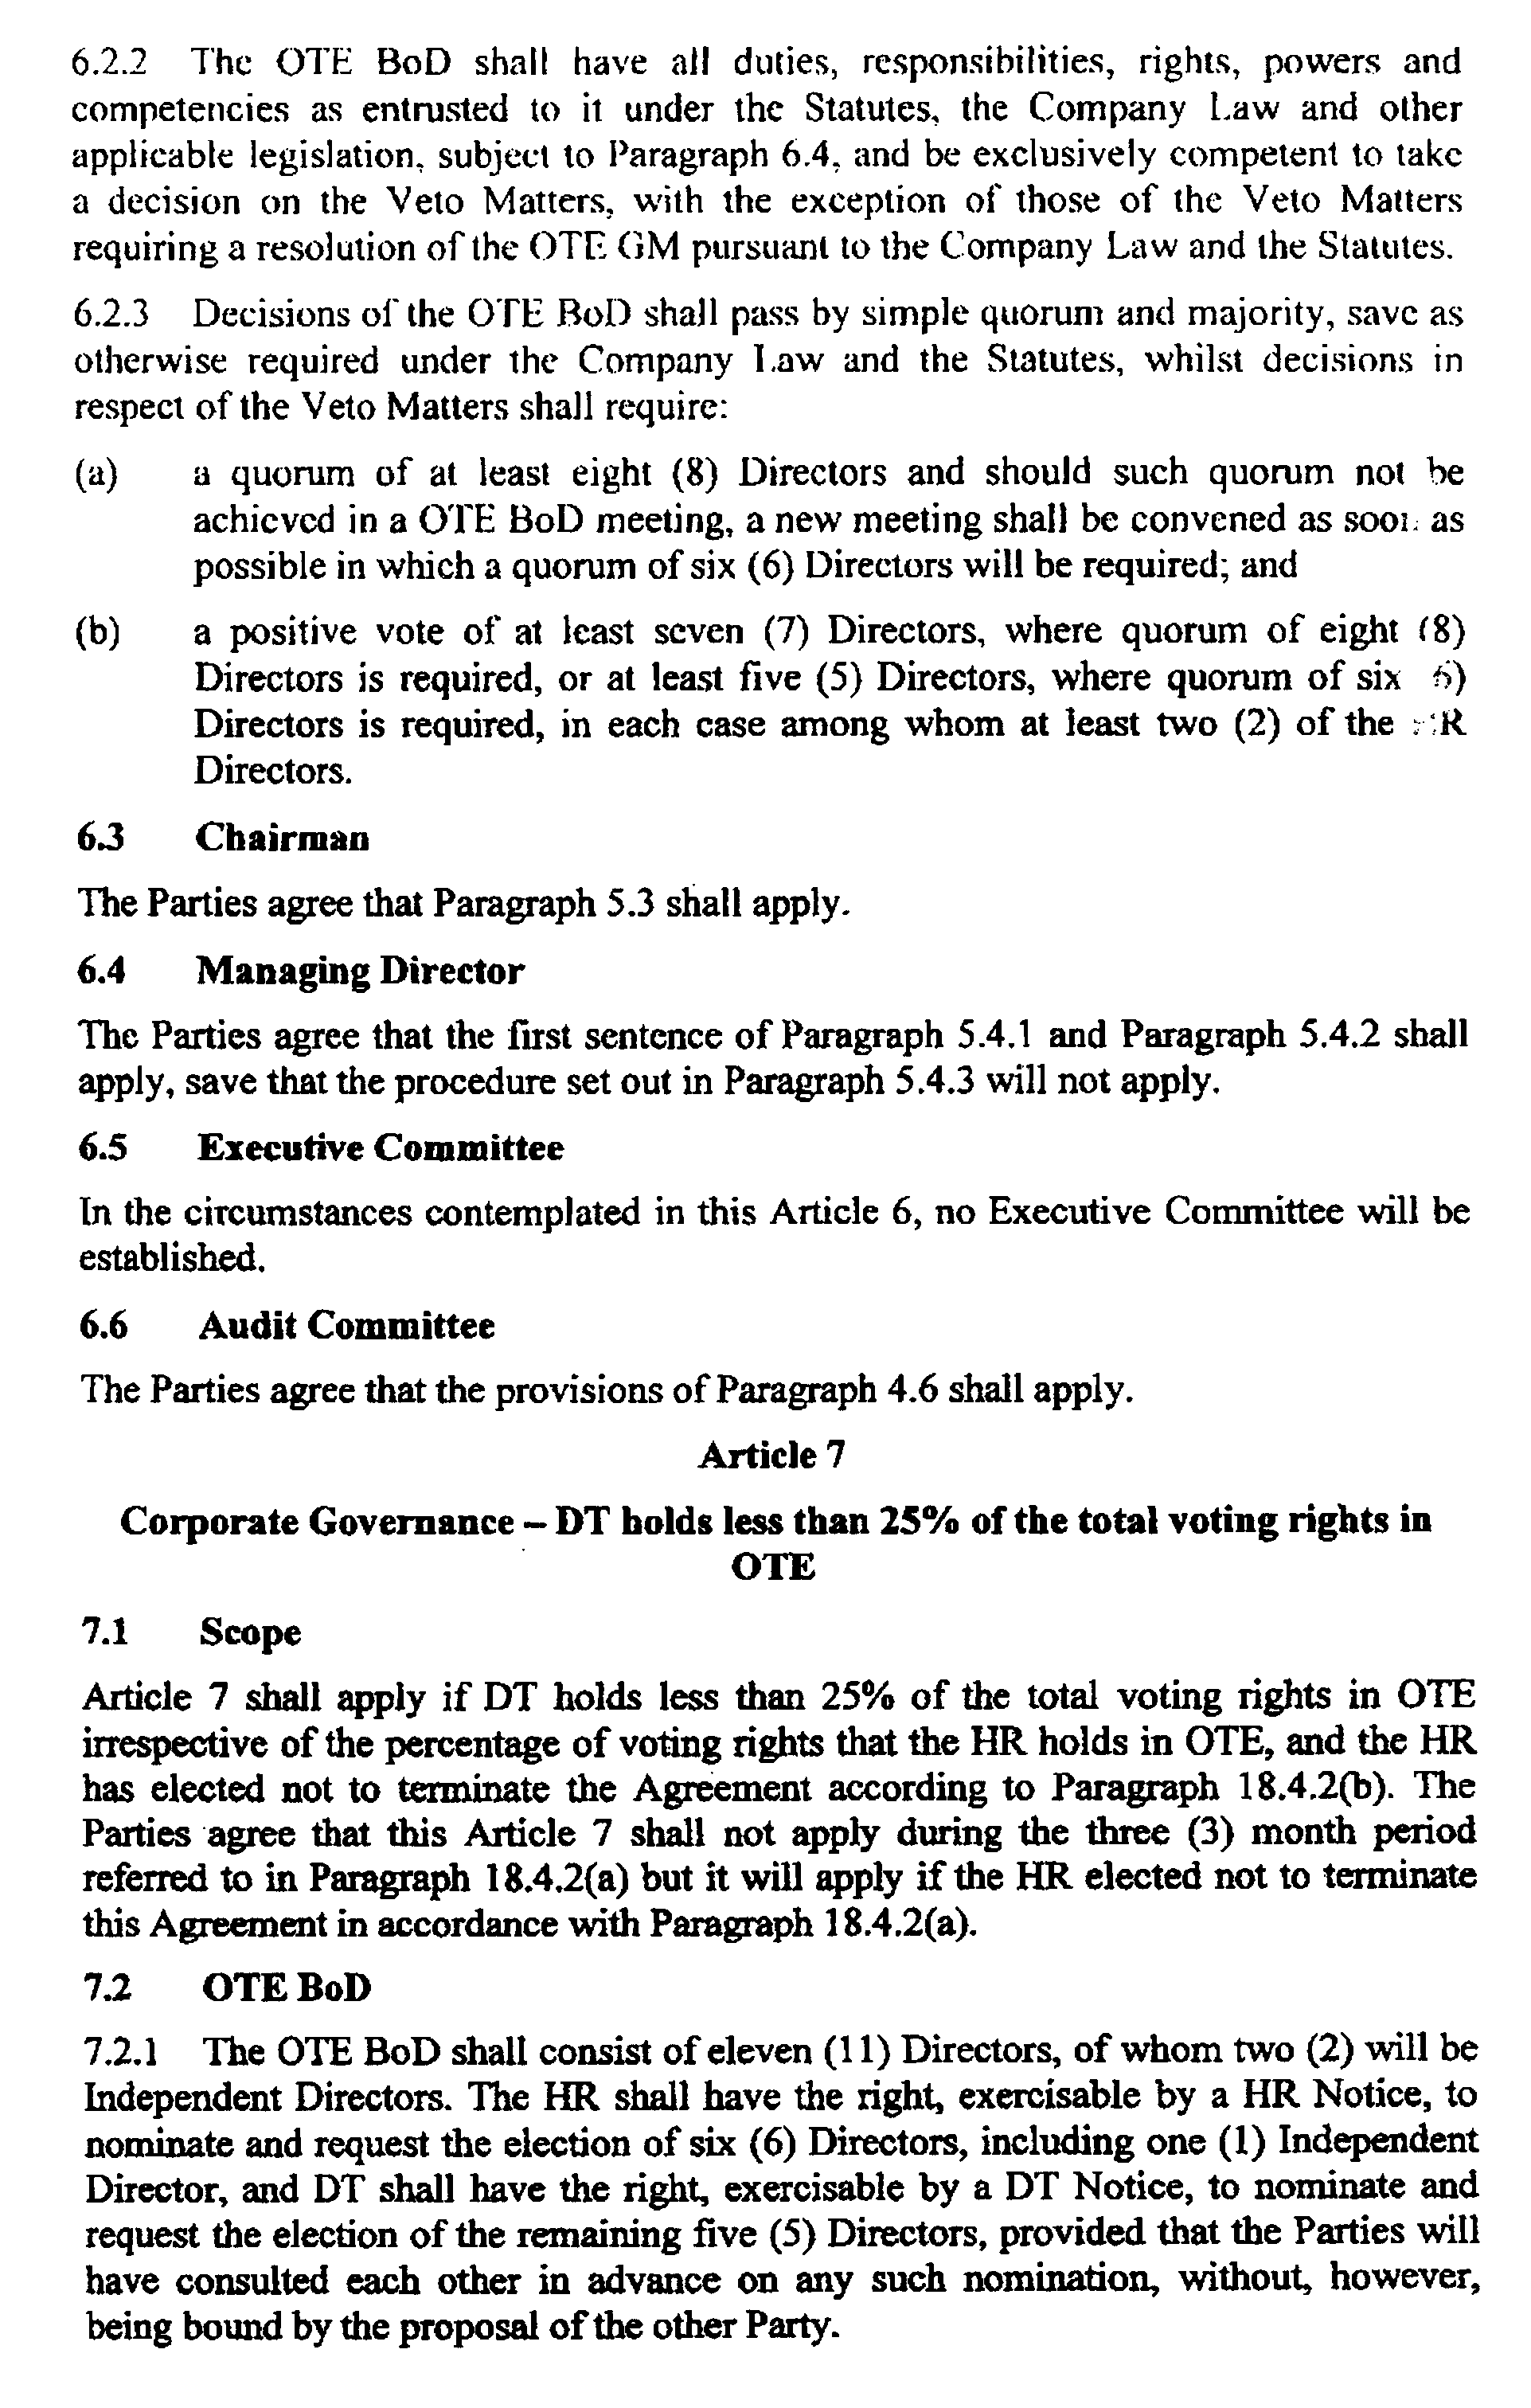 6.2.2 The OTE BoD shall have all duties, responsibilities, rights, powers and
competencies as entrusted to it under the Statutes, the Company Law and other
applicable legislation, subject to Paragraph 6.4, and be exclusively competent to take
a decision on the Veto Matters, with the exception of those of the Veto Matters
requiring a resolution of the OTE GM pursuant to the Company Law and the Statutes.
6.2.3 Decisions of the OTE BoD shall pass by simple quorum and majority, save as
otherwise required under the Company Law and the Statutes, whilst decisions in
respect of the Veto Matters shall require:
(a) a quorum of at least eight (8) Directors and should such quorum not be
achieved in a OTE BoD meeting, a new meeting shall be convened as soon as
possible in which a quorum of six (6) Directors will be required; and
(b) a positive vote of at least seven (7) Directors, where quorum of eight (8)
Directors is required, or at least five (5) Directors, where quorum of six 6)
Directors is required, in each case among whom at least two (2) of the
Directors.
6.3 Chairman
The Parties agree that Paragraph 5.3 shall apply.
6.4 Managing Director
The Parties agree that the first sentence of Paragraph 5.4.1 and Paragraph 5.4.2 shall
apply, save that the procedure set out in Paragraph 5.4.3 will not apply.
6.5 Executive Committee
In the circumstances contemplated in this Article 6, no Executive Committee will be
established.
6.6 Audit Committee
The Parties agree that the provisions of Paragraph 4.6 shall apply.
Article 7
Corporate Governance – DT holds less than 25% of the total voting rights in
OTE
7.1 Scope
Article 7 shall apply if DT holds less than 25% of the total voting rights in OTE
irrespective of the percentage of voting rights that the HR holds in OTE, and the HR
has elected not to terminate the Agreement according to Paragraph 18.4.2(b). The
Parties agree that this Article 7 shall not apply during the three (3) month period
referred to in Paragraph 18.4.2(a) but it will apply if the HR elected not to terminate
this Agreement in accordance with Paragraph 18.4.2(a).
7.2 OTE BoD
7.2.1 The OTE BoD shall consist of eleven (11) Directors, of whom two (2) will be
Independent Directors. The HR shall have the right, exercisable by a HR Notice, to
nominate and request the election of six (6) Directors, including one (1) Independent
Director, and DT shall have the right, exercisable by a DT Notice, to nominate and
request the election of the remaining five (5) Directors, provided that the Parties will
have consulted each other in advance on any such nomination, without, however,
being bound by the proposal of the other Party.